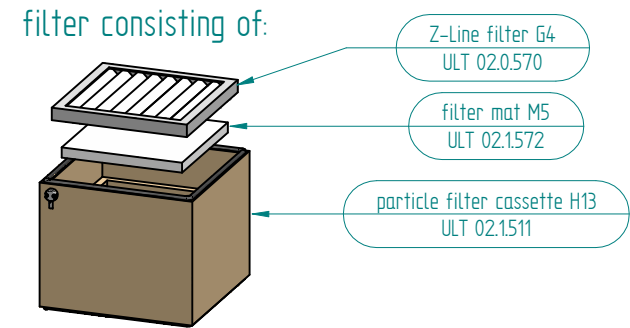 filter consisting of:
Z-Line filter G4
ULT 02.0.570
filter mat M5
ULT 02.1.572
particle filter cassette H13
ULT 02.1.511